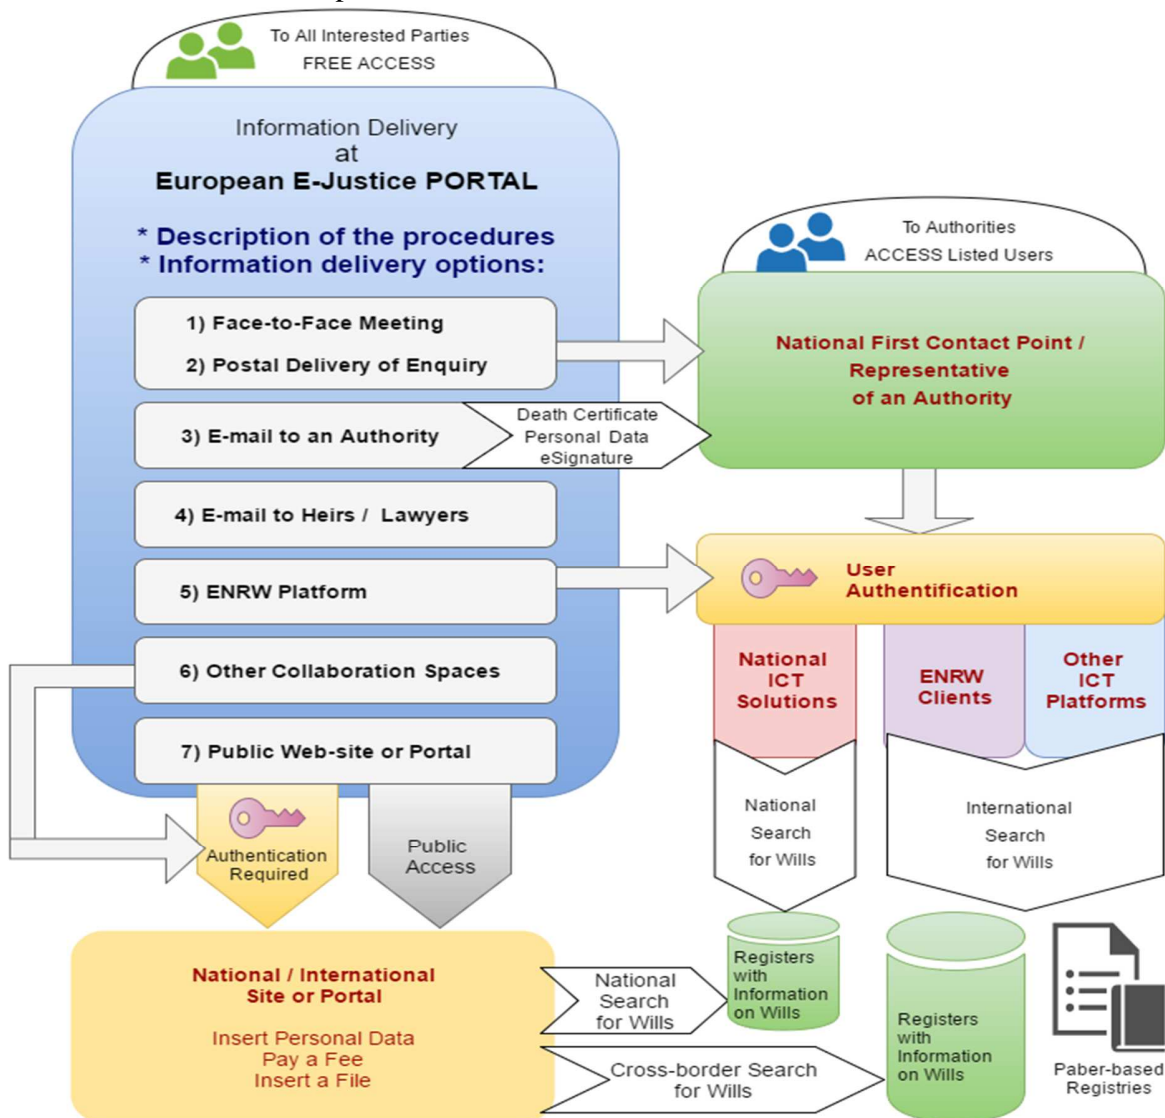 To All Interested Parties
FREE ACCESS
Information Delivery
at
European E-Justice PORTAL
* Description of the procedures
* Information delivery options:
1) Face-to-Face Meeting
2) Postal Delivery of Enquiry
3) E-mail to an Authority
Death Certificate
Personal Data
eSignature
4) E-mail to Heirs / Lawyers
5) ENRW Platform
6) Other Collaboration Spaces
7) Public Web-site or Portal
Authentication
Required
Public
Access
To Authorities
ACCESS Listed Users
National First Contact Point /
Representative
of an Authority
User
Authentification
National
ICT
Solutions
ENRW
Clients
Other
ICT
Platforms
National
Search
for Wills
International
Search
for Wills
National / International
Site or Portal
Insert Personal Data
Pay a Fee
Insert a File
National
Search
for Wills
Cross-border Search
for Wills
Registers
with
Information
on Wills
Registers
with
Information
on Wills
Paber-based
Registries